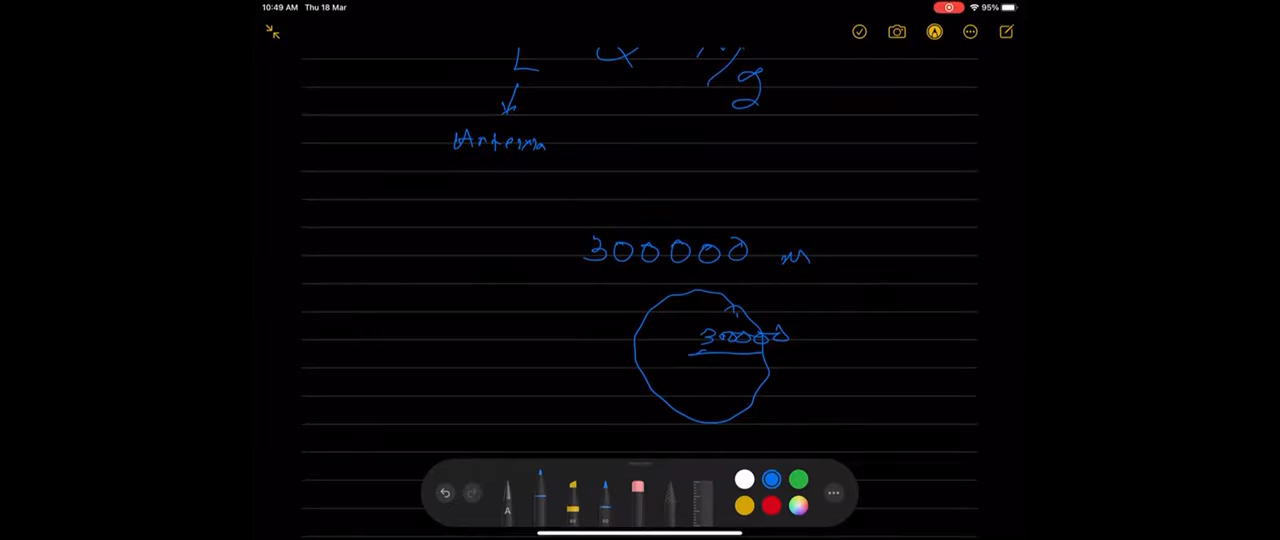 10:49 AM Thu 18 Mar
95%
L α λ/2
Antenna
300000 m
300000
A